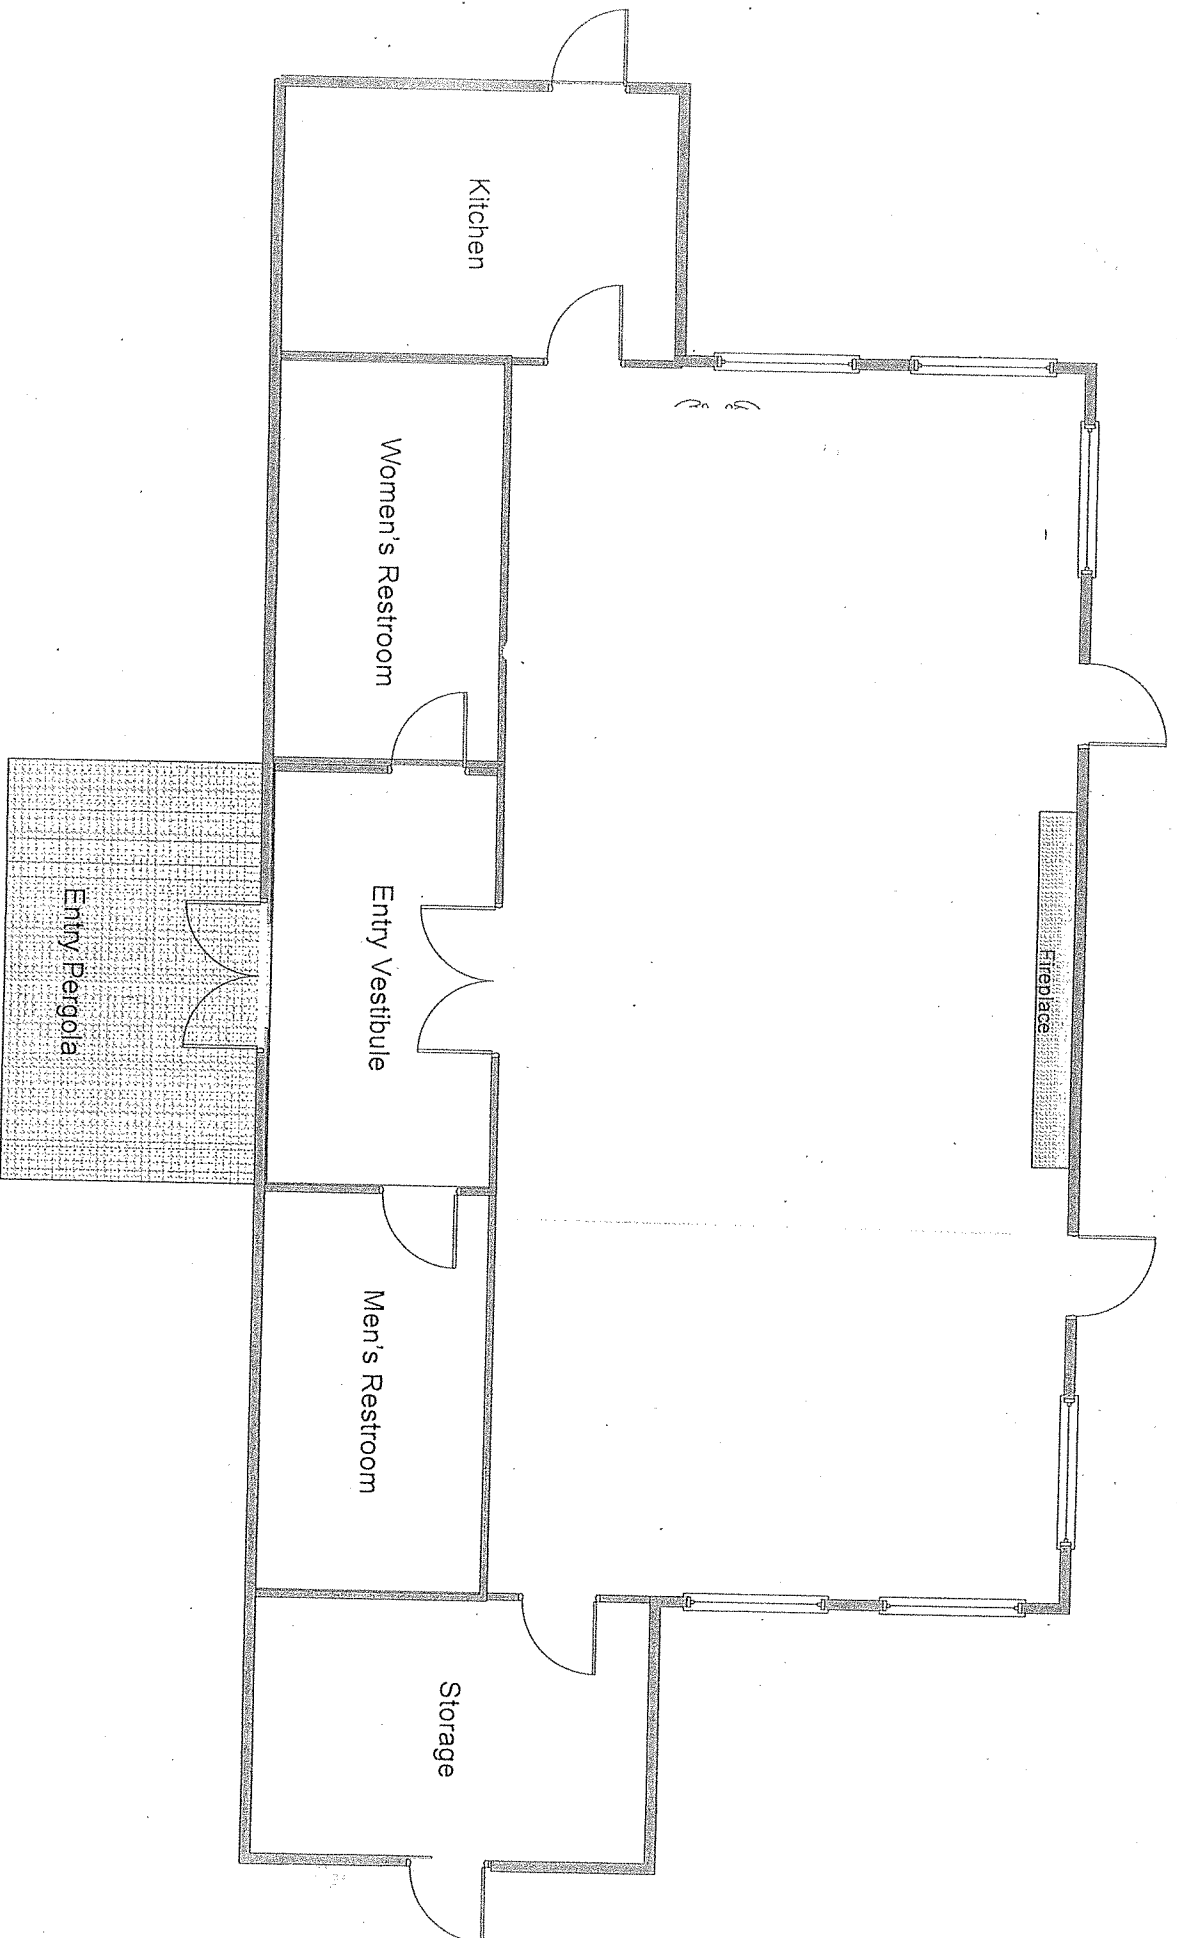 Kitchen
Women's Restroom
Entry Vestibule
Entry Pergola
Fireplace
Men's Restroom
Storage